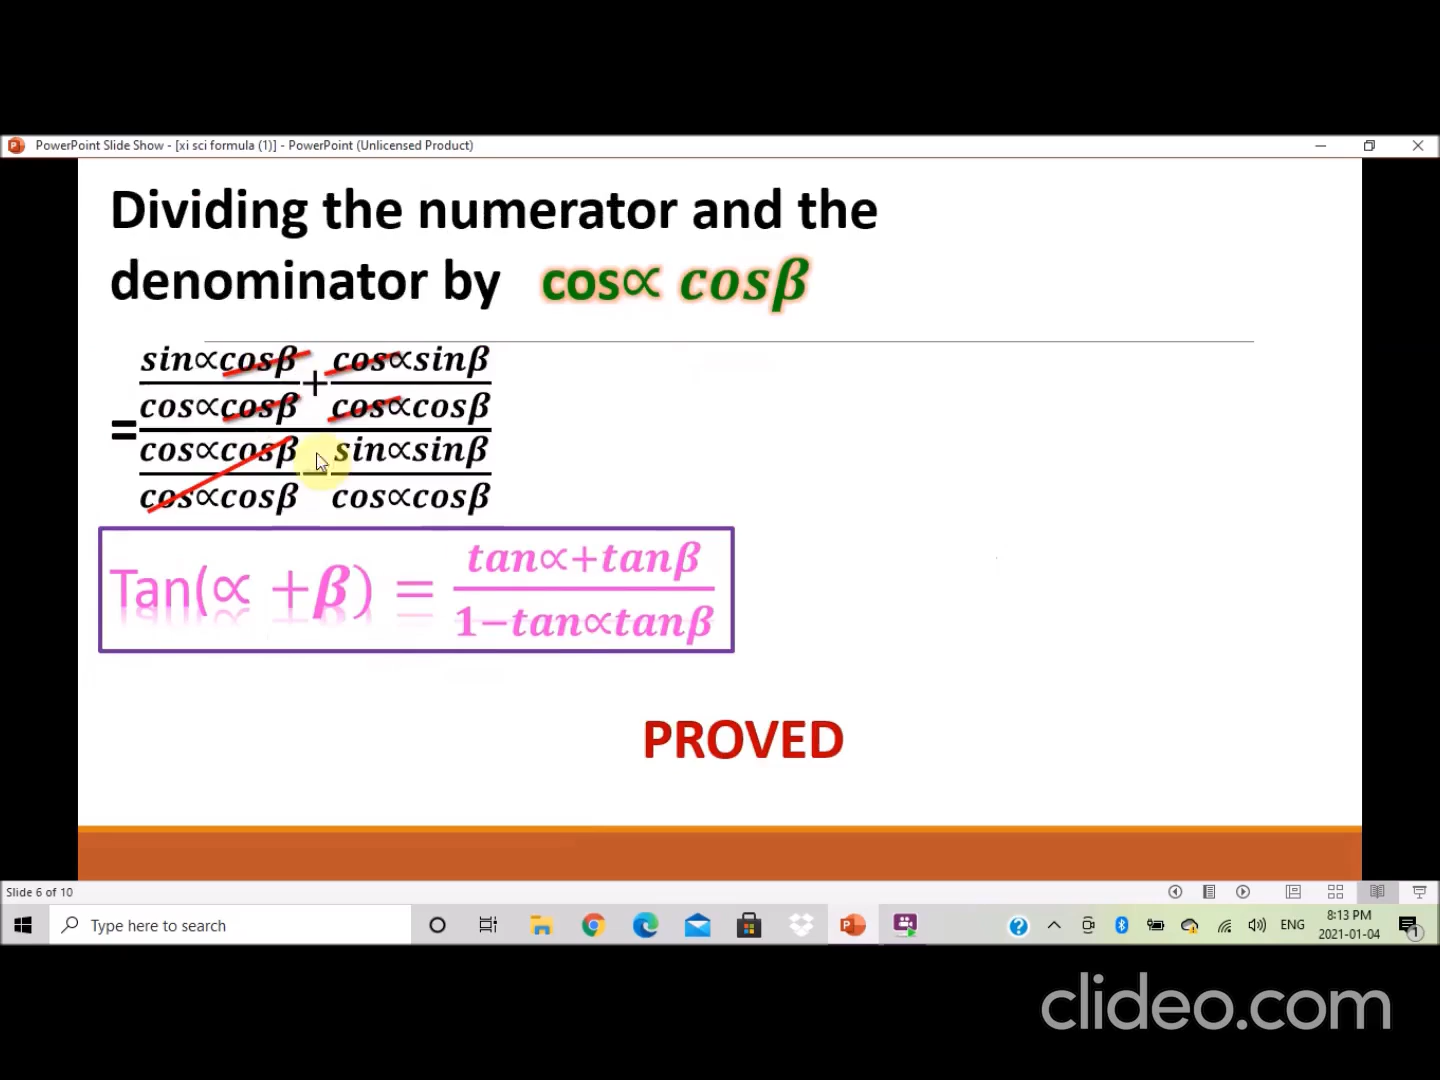 PowerPoint Slide Show - [xi sci formula (1)] - PowerPoint (Unlicensed Product)
Dividing the numerator and the
denominator by cos∝ cosβ
sin∝cosβ + cos∝sinβ
cos∝cosβ cos∝cosβ
=
cos∝cosβ − sin∝sinβ
cos∝cosβ cos∝cosβ
Tan(∝ +β) = tan∝+tanβ
1−tan∝tanβ
PROVED
Slide 6 of 10
Type here to search
ENG
8:13 PM
2021-01-04
1
clideo.com